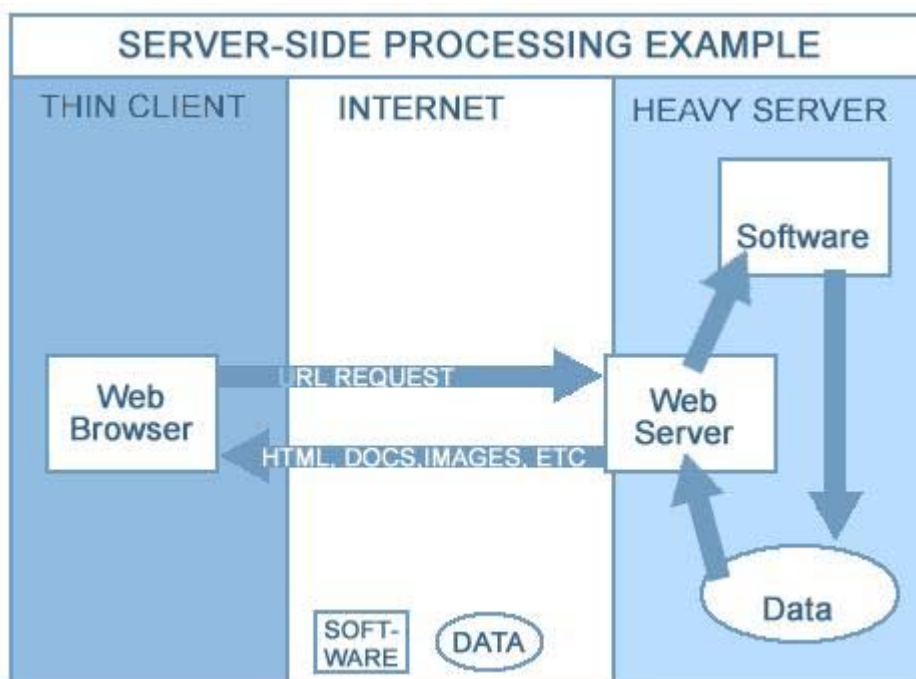 SERVER-SIDE PROCESSING EXAMPLE
THIN CLIENT
INTERNET
HEAVY SERVER
Software
URL REQUEST
Web
Browser
Web
Server
HTML, DOCS,IMAGES, ETC
Data
SOFT-
WARE
DATA